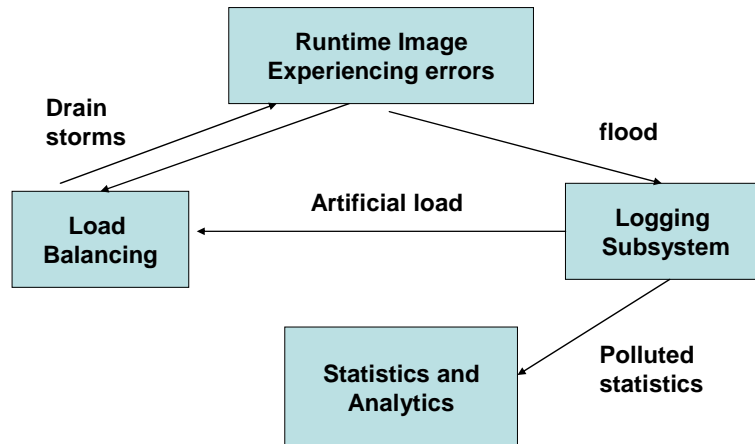 Runtime Image
Experiencing errors
Drain
storms
flood
Artificial load
Load
Balancing
Logging
Subsystem
Statistics and
Analytics
Polluted
statistics